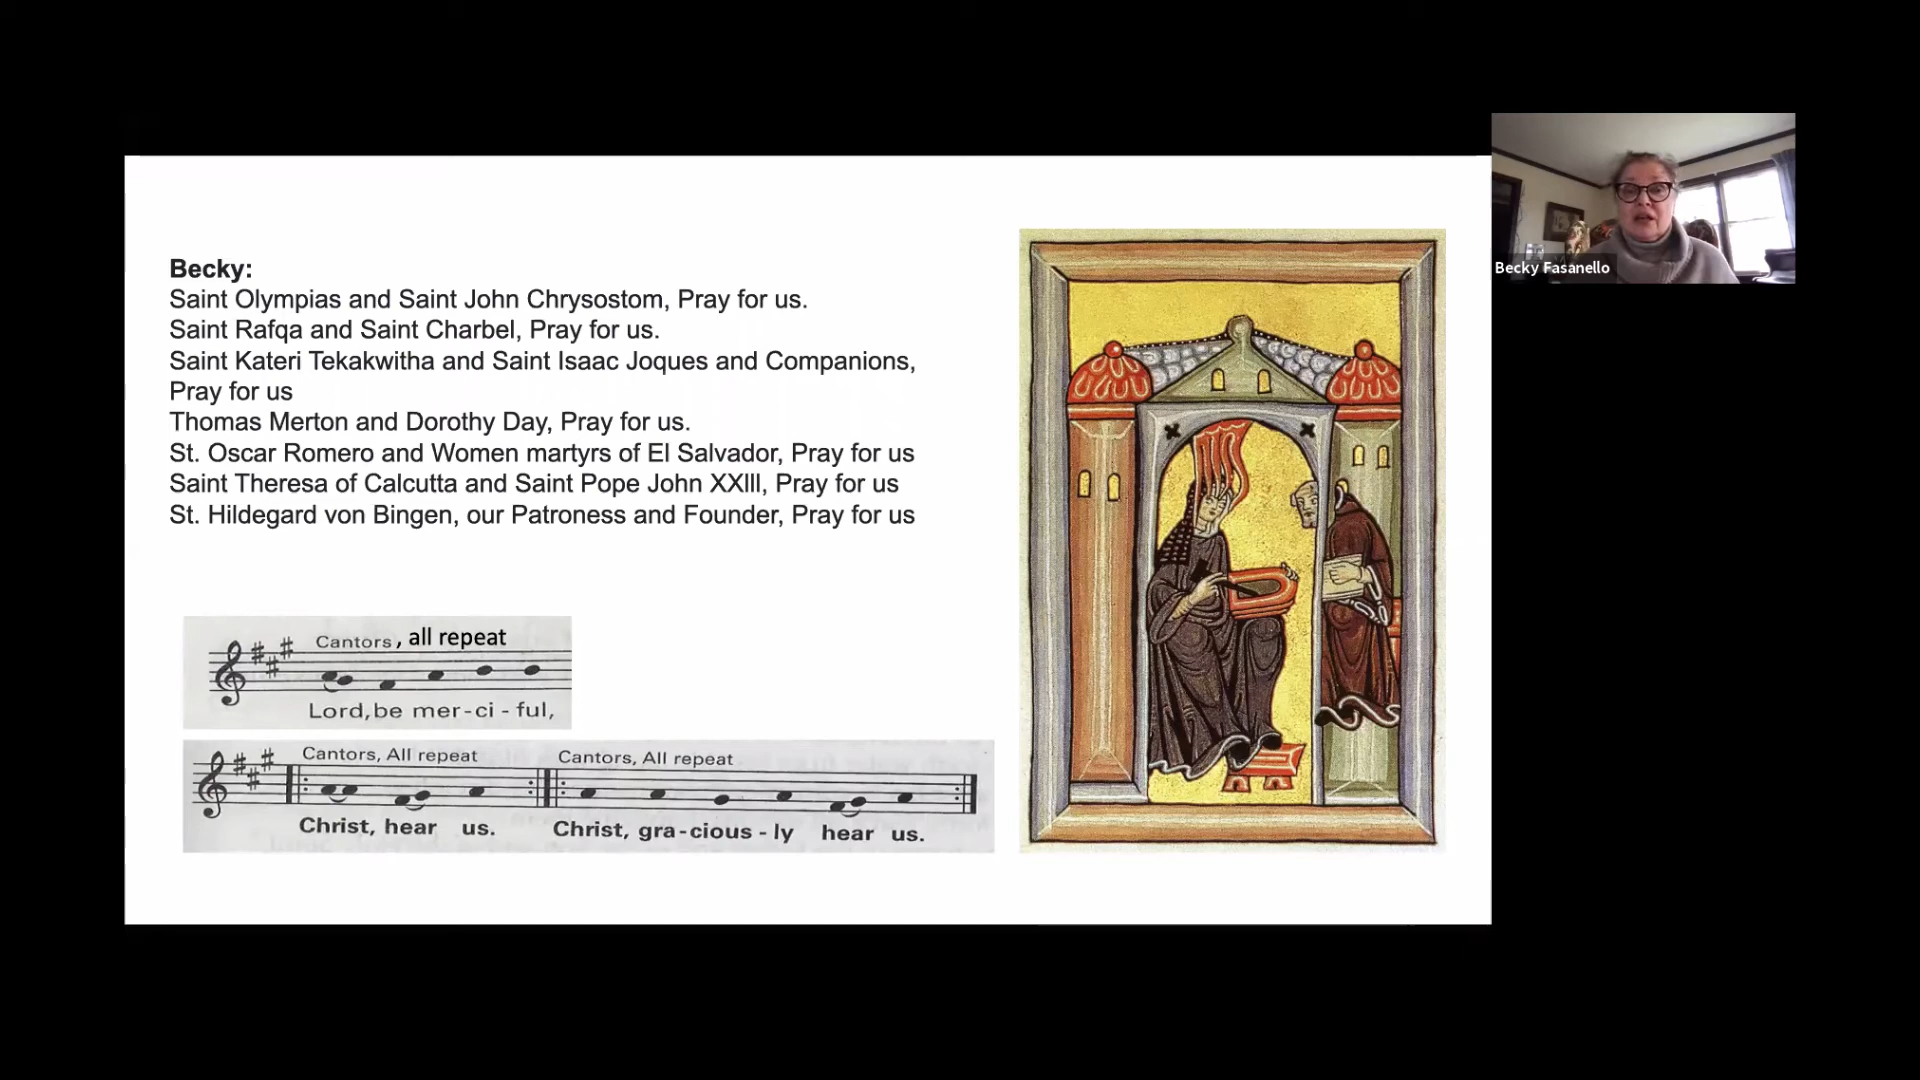 Becky:
Saint Olympias and Saint John Chrysostom, Pray for us.
Saint Rafqa and Saint Charbel, Pray for us.
Saint Kateri Tekakwitha and Saint Isaac Joques and Companions,
Pray for us
Thomas Merton and Dorothy Day, Pray for us.
St. Oscar Romero and Women martyrs of El Salvador, Pray for us
Saint Theresa of Calcutta and Saint Pope John XXIII, Pray for us
St. Hildegard von Bingen, our Patroness and Founder, Pray for us
Cantors, all repeat
Lord, be mer-ci-ful,
Cantors, All repeat Cantors, All repeat
Christ, hear us. Christ, gra-cious-ly hear us.
Becky Fasanello